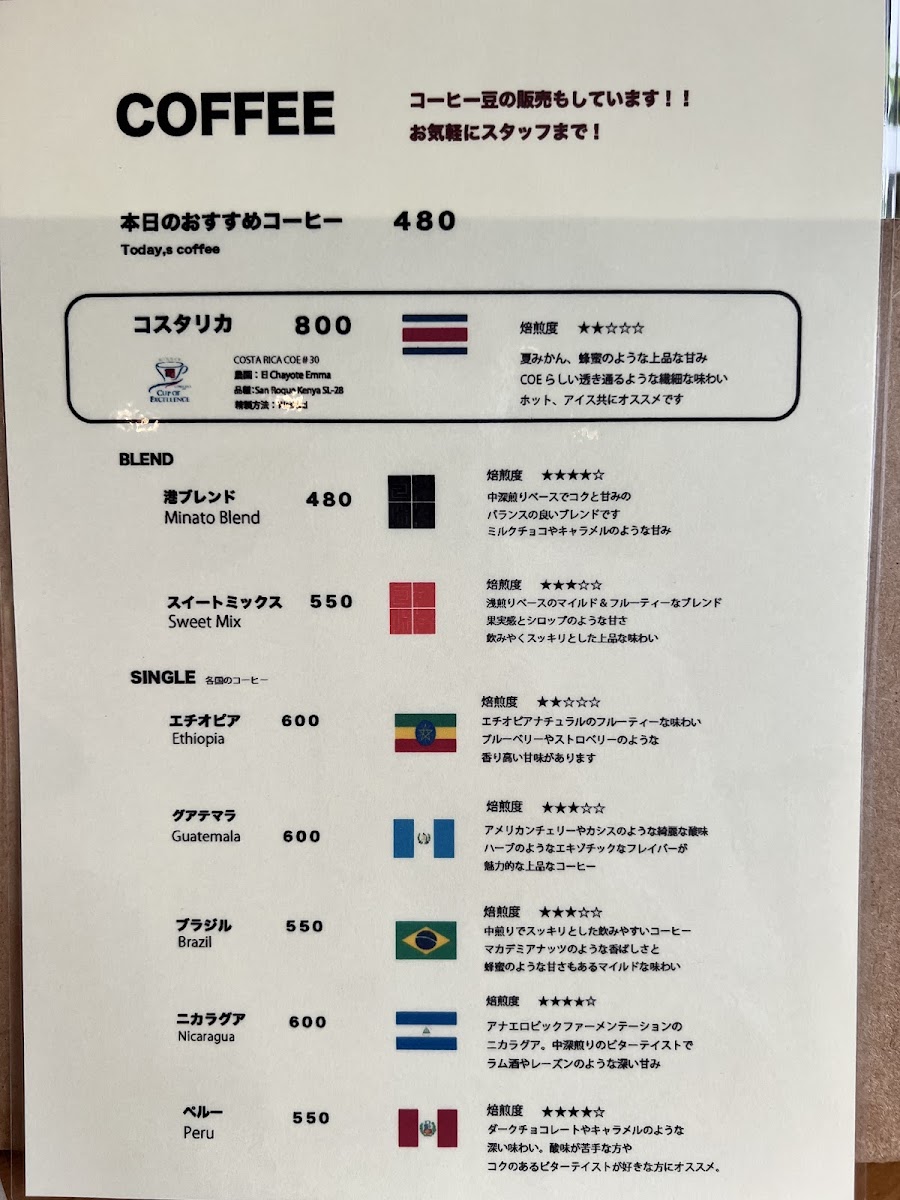 COFFEE
コーヒー豆の販売もしています！！
お気軽にスタッフまで！
本日のおすすめコーヒー 480
Today,s coffee
コスタリカ 800
CUP OF
EXCELLENCE
COSTA RICA COE#30
農園：日 Chayote Emma
品種：San Roque Kenya SL-28
精製方法：
焙煎度 ★★☆☆☆
夏みかん、蜂蜜のような上品な甘み
COEらしい透き通るような繊細な味わい
ホット、アイス共にオススメです
BLEND
港ブレンド 480
Minato Blend
焙煎度 ★★★★☆
中深煎りベースでコクと甘みの
バランスの良いブレンドです
ミルクチョコやキャラメルのような甘み
スイートミックス 550
Sweet Mix
焙煎度 ★★★☆☆
浅煎りベースのマイルド＆フルーティーなブレンド
果実感とシロップのような甘さ
飲みやくスッキリとした上品な味わい
SINGLE 各国のコーヒー
エチオピア 600
Ethiopia
焙煎度 ★★☆☆☆
エチオピアナチュラルのフルーティーな味わい
ブルーベリーやストロベリーのような
香り高い甘味があります
グアテマラ
Guatemala 600
焙煎度 ★★★☆☆
アメリカンチェリーやカシスのような綺麗な酸味
ハーブのようなエキゾチックなフレイバーが
魅力的な上品なコーヒー
ブラジル 550
Brazil
焙煎度 ★★★☆☆
中煎りでスッキリとした飲みやすいコーヒー
マカデミアナッツのような香ばしさと
蜂蜜のような甘さもあるマイルドな味わい
ニカラグア 600
Nicaragua
焙煎度 ★★★★☆
アナエロビックファーメンテーションの
ニカラグア。中深煎りのビターテイストで
ラム酒やレーズンのような深い甘み
ペルー 550
Peru
焙煎度 ★★★★☆
ダークチョコレートやキャラメルのような
深い味わい。酸味が苦手な方や
コクのあるビターテイストが好きな方にオススメ。